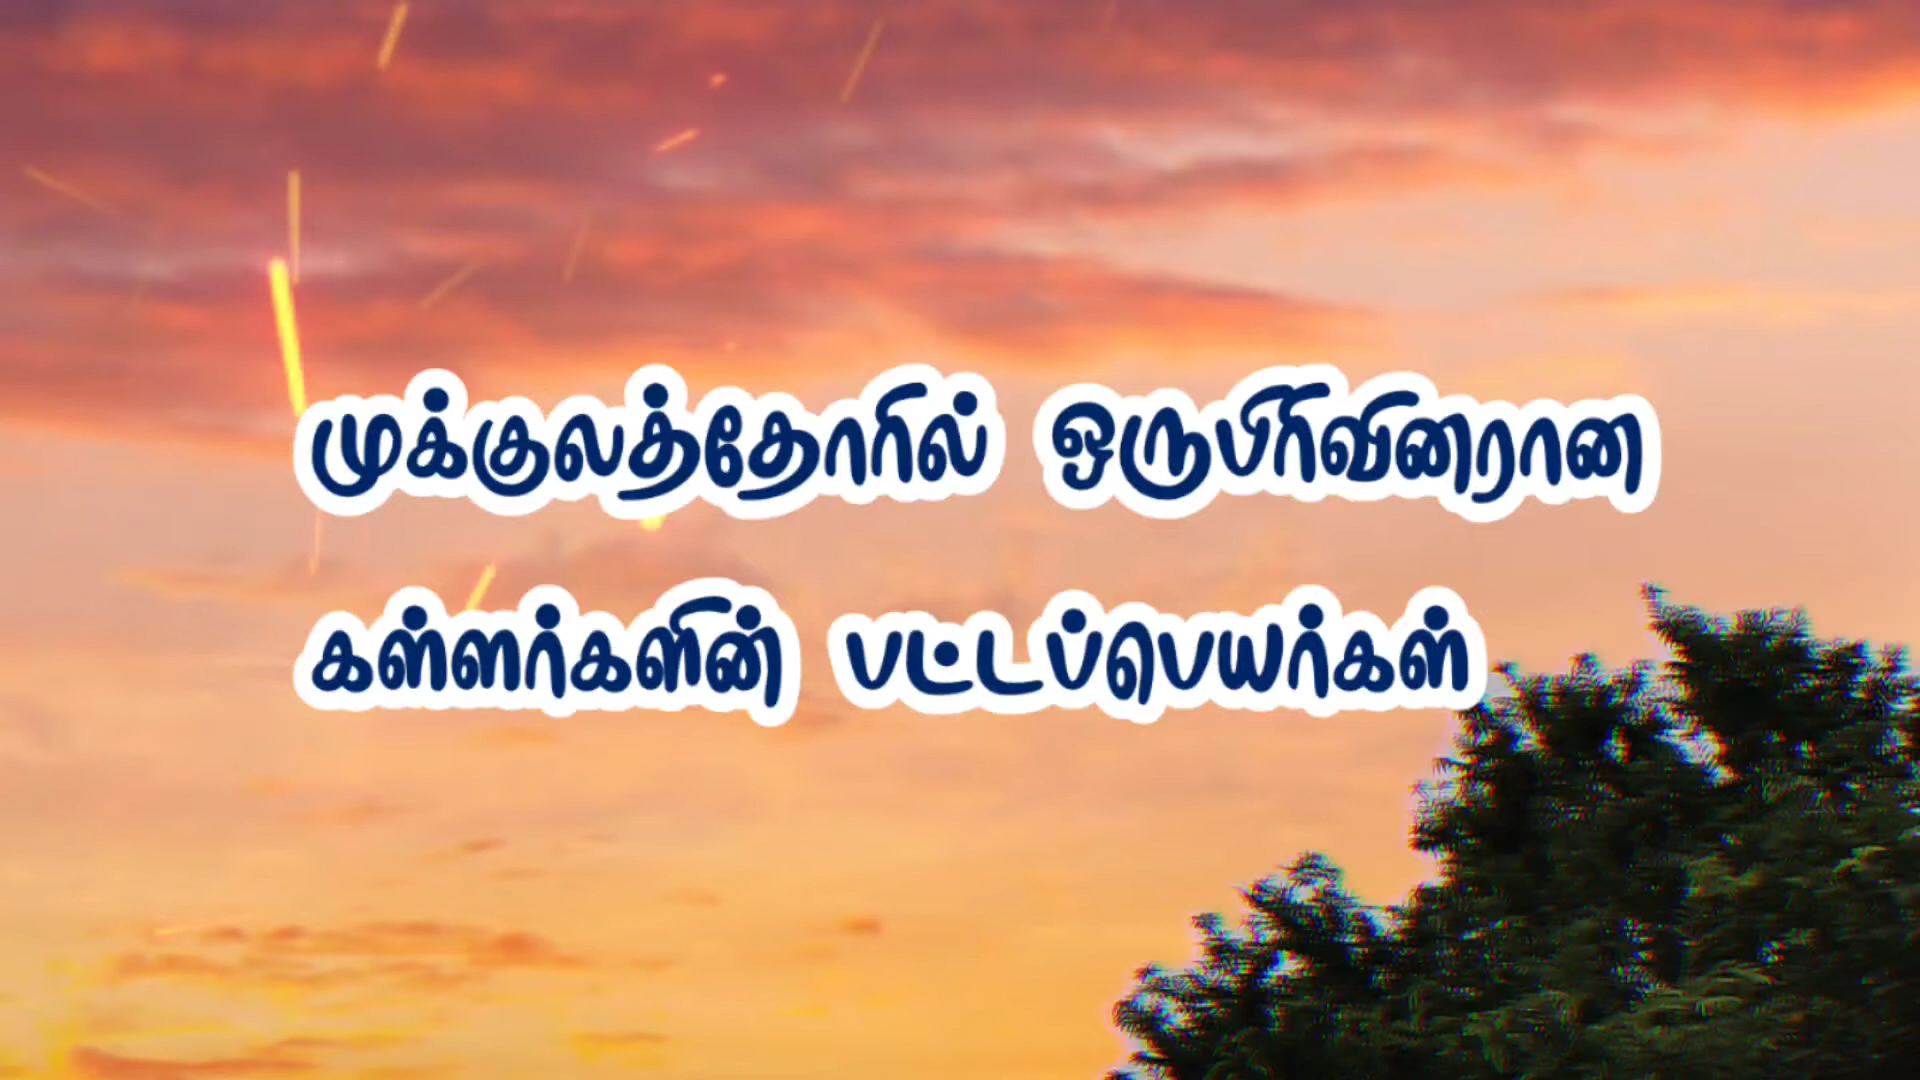 முக்குலத்தோரில் ஒருபிரிவினரான
கள்ளர்களின் பட்டப்பெயர்கள்